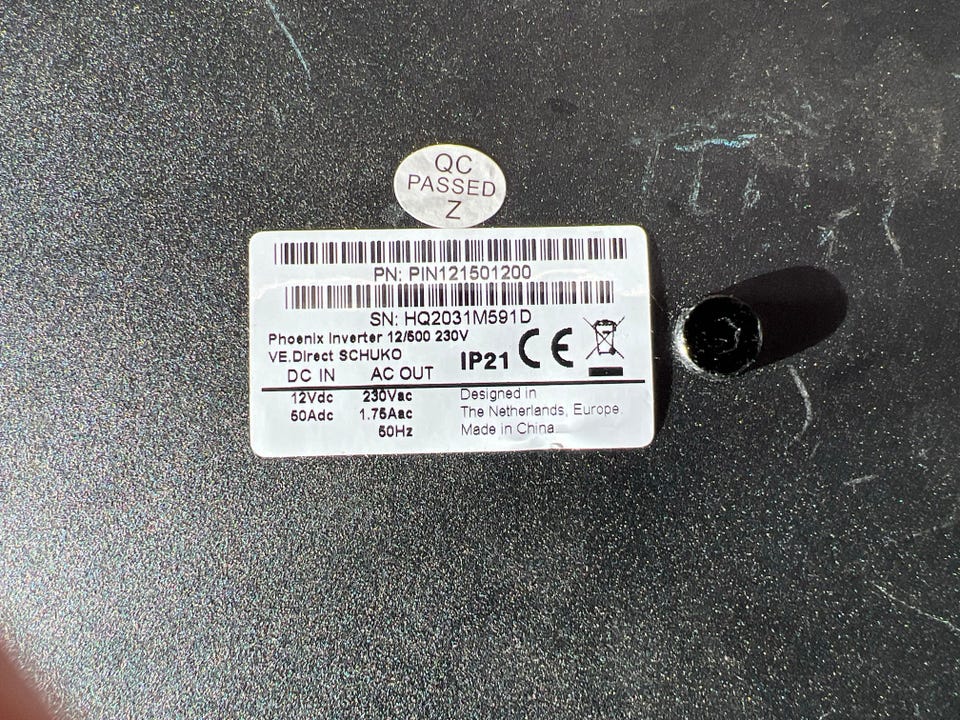 QC
PASSED
Z
PN: PIN121501200
SN: HQ2031M591D
Phoenix Inverter 12/500 230V
VE.Direct SCHUKO
IP21 CE
DC IN AC OUT
12Vdc 230Vac
50Adc 1.75Aac
50Hz
Designed in
The Netherlands, Europe.
Made in China.